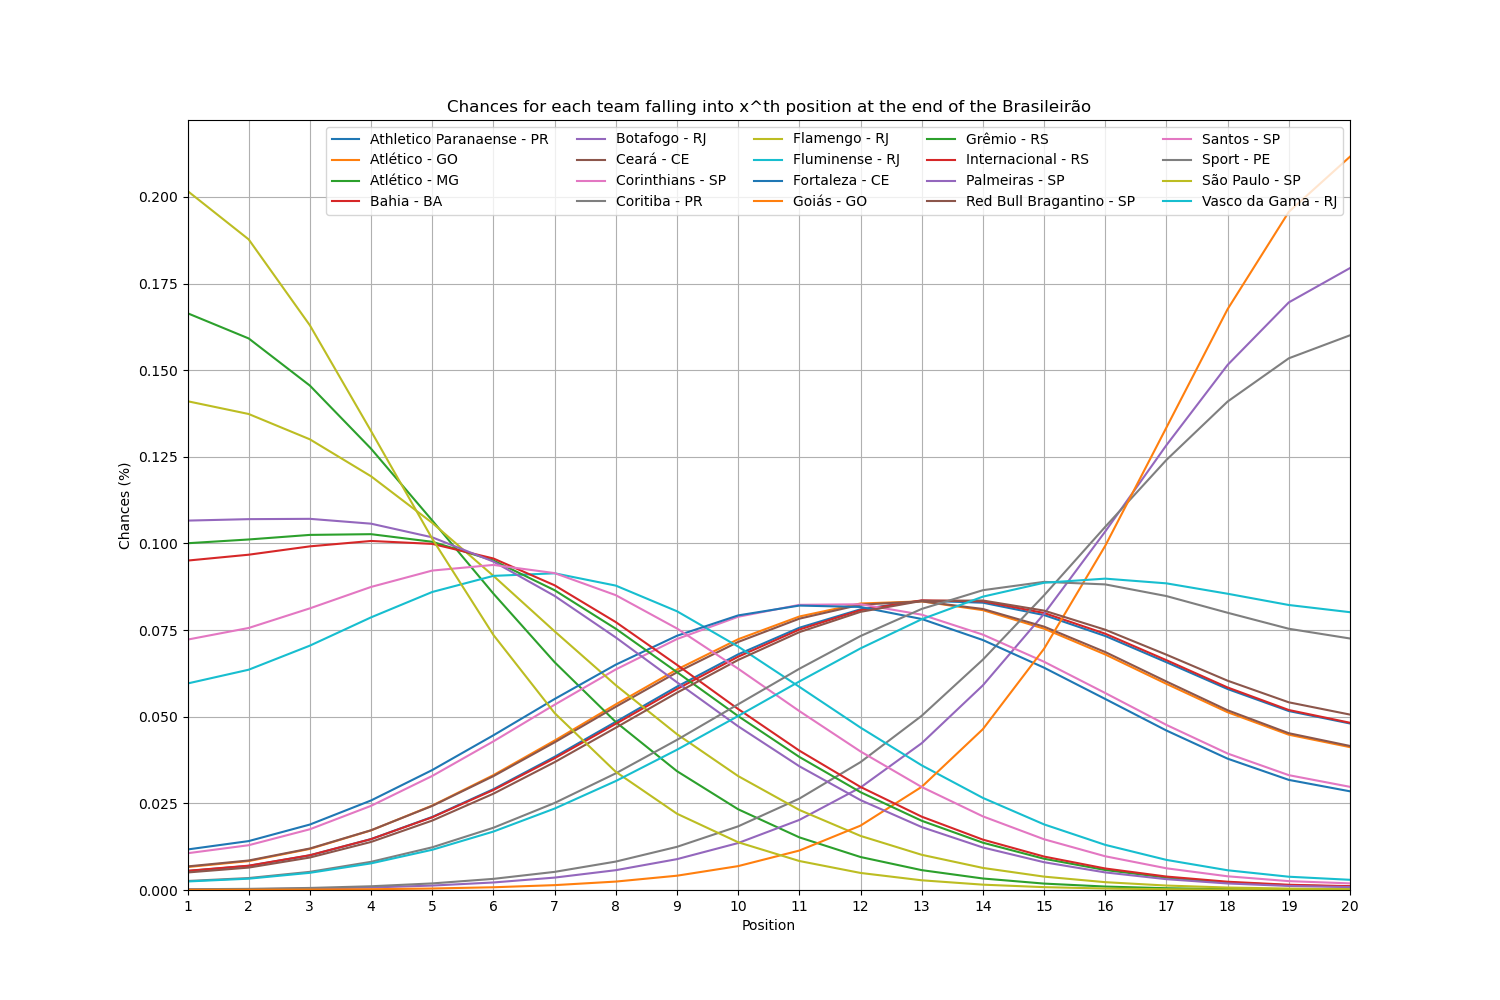 Chances for each team falling into x^th position at the end of the Brasileirão
Athletico Paranaense - PR
Atlético - GO
Atlético - MG
Bahia - BA
Botafogo - RJ
Ceará - CE
Corinthians - SP
Coritiba - PR
Flamengo - RJ
Fluminense - RJ
Fortaleza - CE
Goiás - GO
Grêmio - RS
Internacional - RS
Palmeiras - SP
Red Bull Bragantino - SP
Santos - SP
Sport - PE
São Paulo - SP
Vasco da Gama - RJ
Chances (%)
0.200
0.175
0.150
0.125
0.100
0.075
0.050
0.025
0.000
1 2 3 4 5 6 7 8 9 10 11 12 13 14 15 16 17 18 19 20
Position